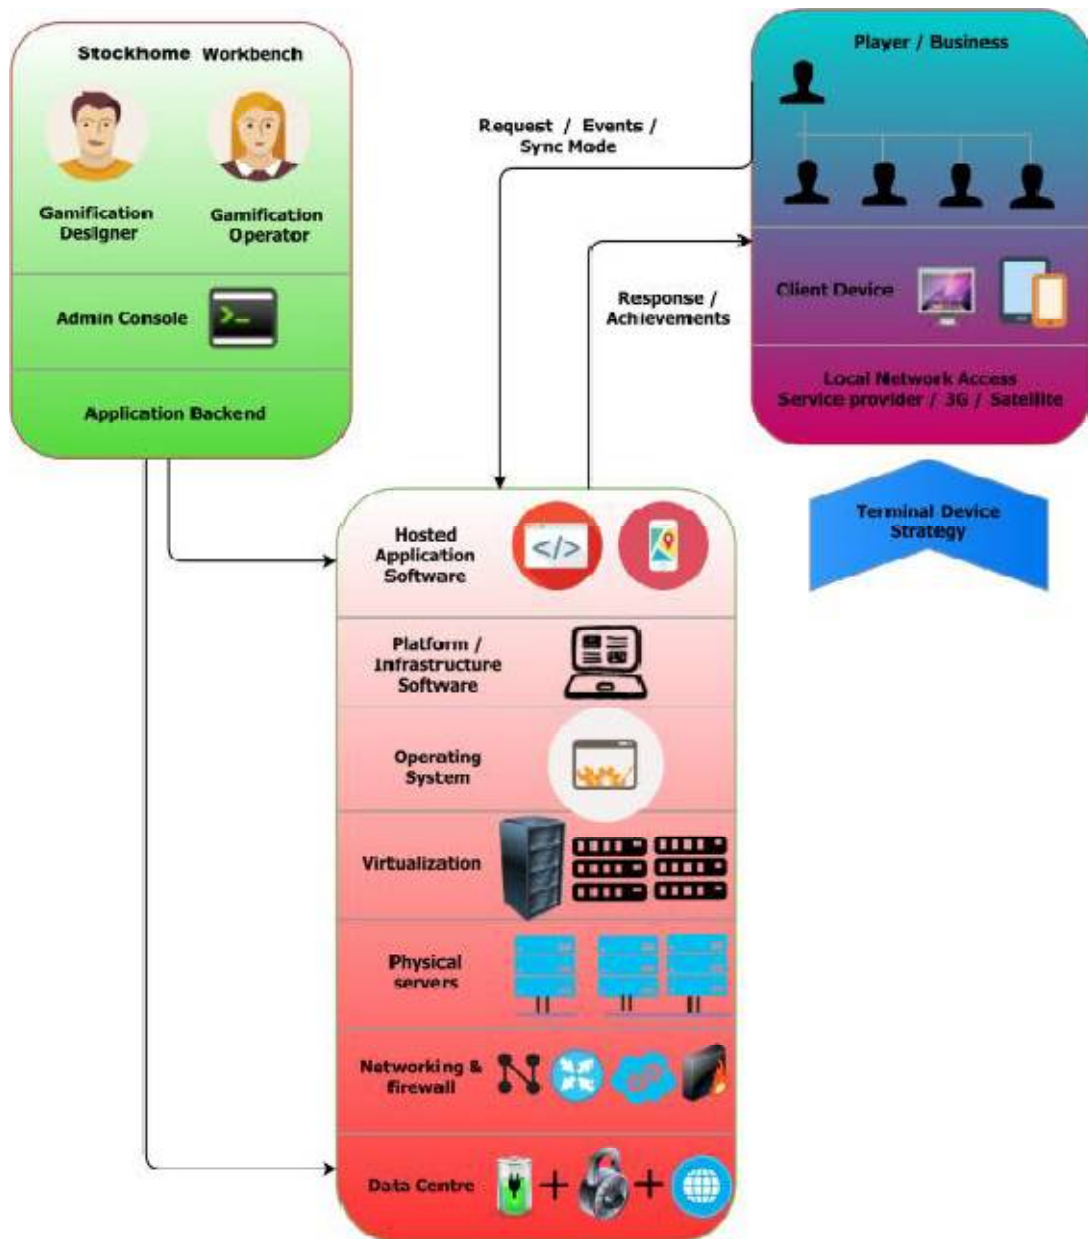 Stockhome Workbench
Gamification
Designer
Gamification
Operator
Admin Console
>_
Application Backend
Request / Events /
Sync Mode
Response /
Achievements
Player / Business
Client Device
Local Network Access
Service provider / 3G / Satellite
Terminal Device
Strategy
Hosted
Application
Software
</>
Platform /
Infrastructure
Software
Operating
System
Virtualization
Physical
servers
Networking &
firewall
Data Centre
+
+